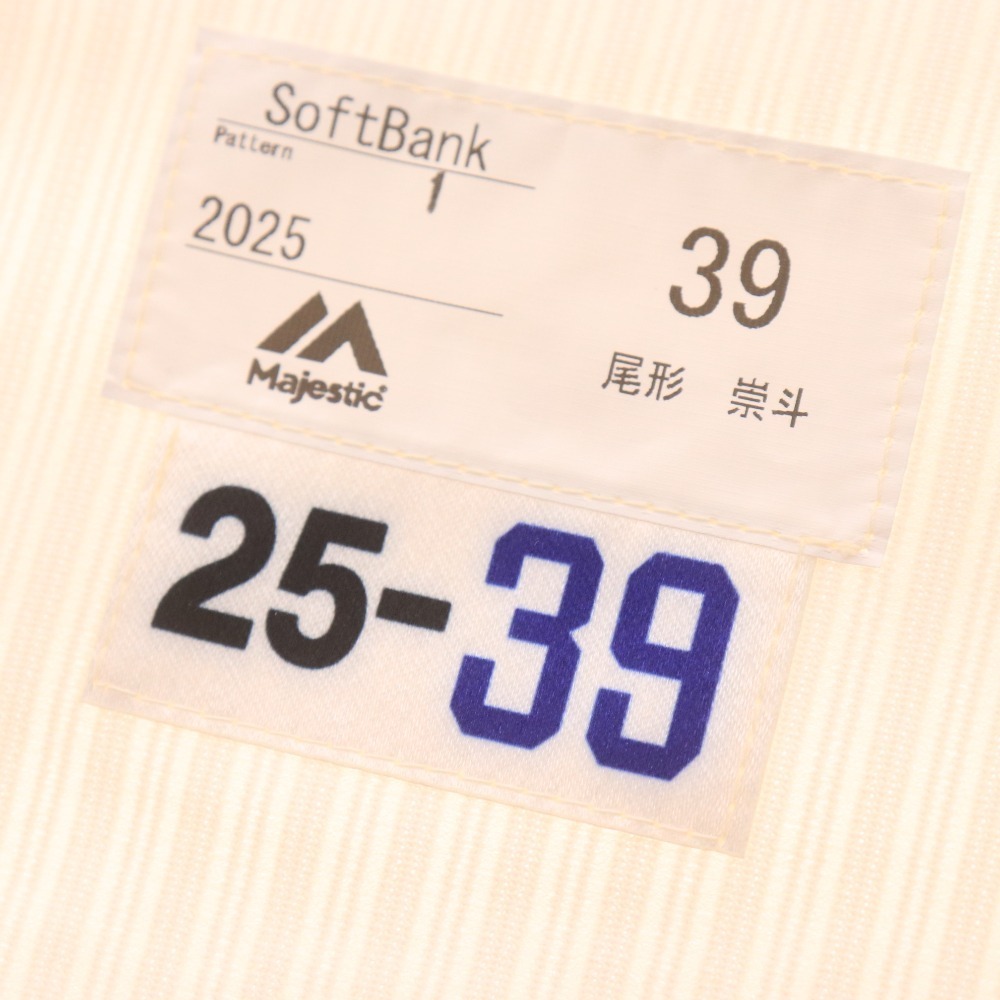 SoftBank
Pattern
1
2025
Majestic
39
尾形 崇斗
25-39